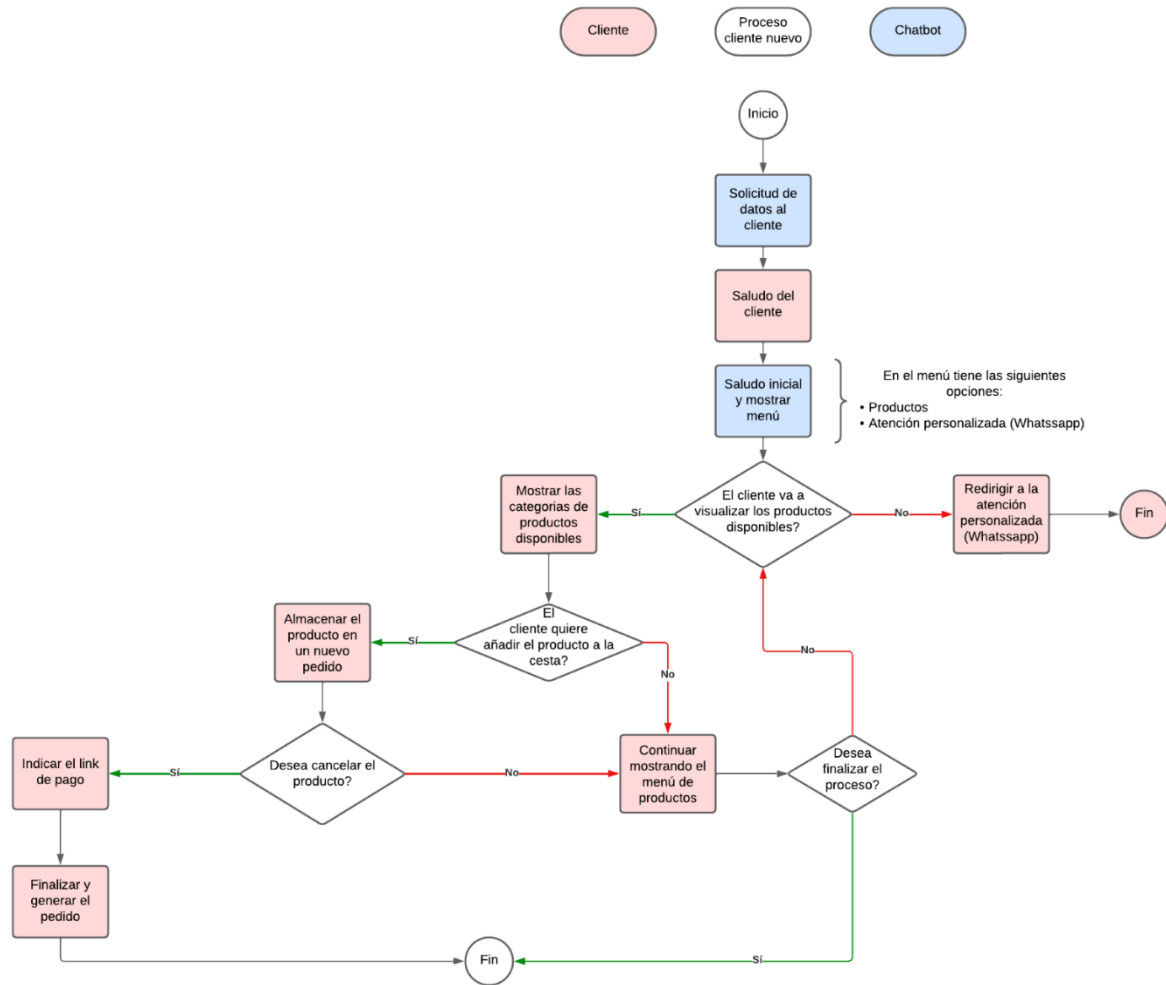 Cliente
Proceso
cliente nuevo
Chatbot
Inicio
Solicitud de
datos al
cliente
Saludo del
cliente
Saludo inicial
y mostrar
menú
En el menú tiene las siguientes
opciones:
• Productos
• Atención personalizada (Whatssapp)
El cliente va a
visualizar los productos
disponibles?
Sí
No
Mostrar las
categorias de
productos
disponibles
Redirigir a la
atención
personalizada
(Whatssapp)
Fin
El
cliente quiere
añadir el producto a la
cesta?
Sí
No
Almacenar el
producto en
un nuevo
pedido
Desea cancelar el
producto?
Sí
No
Indicar el link
de pago
Continuar
mostrando el
menú de
productos
Desea
finalizar el
proceso?
No
Sí
Finalizar y
generar el
pedido
Fin